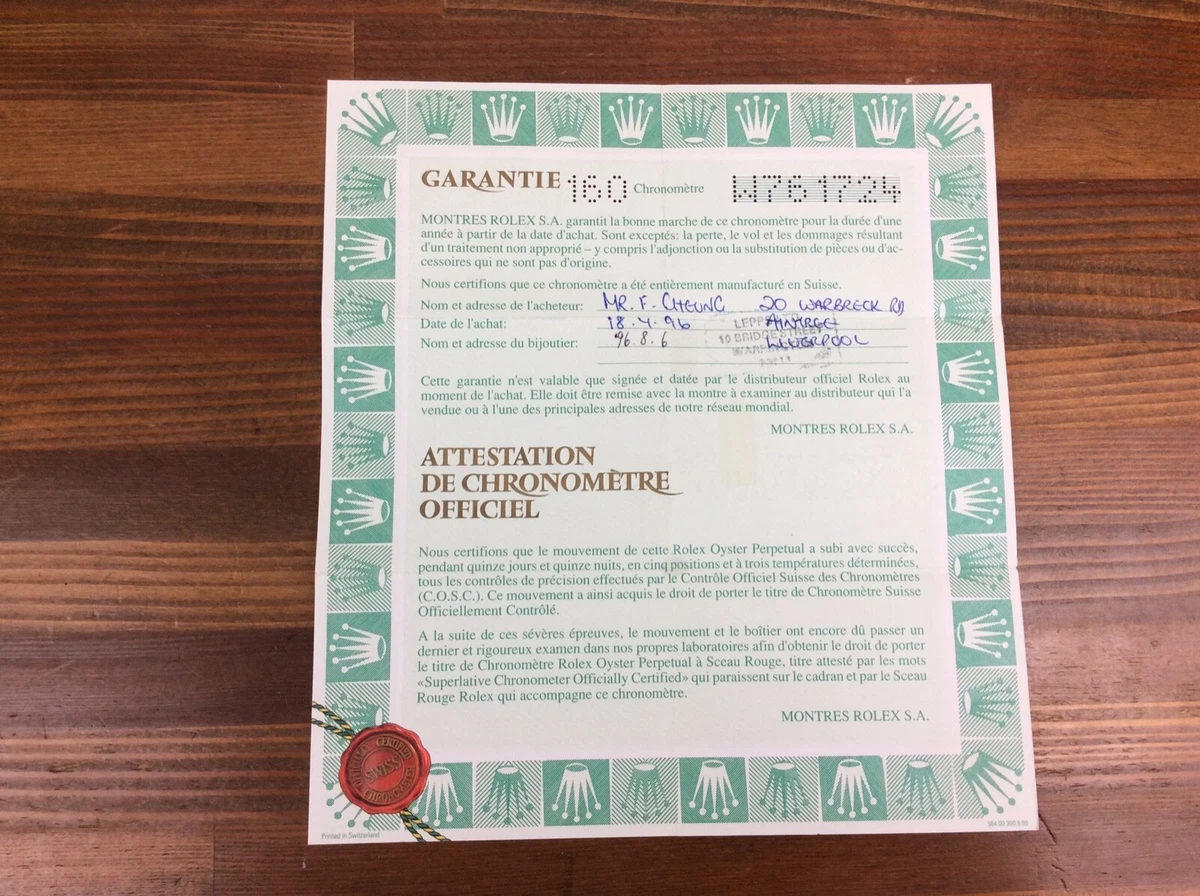 GARANTIE 160 Chronomètre W761724
MONTRES ROLEX S.A. garantit la bonne marche de ce chronomètre pour la durée d'une
année à partir de la date d'achat. Sont exceptés: la perte, le vol et les dommages résultant
d'un traitement non approprié – y compris l'adjonction ou la substitution de pièces ou d'ac-
cessoires qui ne sont pas d'origine.
Nous certifions que ce chronomètre a été entièrement manufacturé en Suisse.
Nom et adresse de l'acheteur: MR. F. CHEUNG 20 WARBRECK RD
Date de l'achat: 18.4.96 AINTREE
Nom et adresse du bijoutier: '96.8.6 LIVERPOOL
10 BRIDGE STREET
Cette garantie n'est valable que signée et datée par le distributeur officiel Rolex au
moment de l'achat. Elle doit être remise avec la montre à examiner au distributeur qui l'a
vendue ou à l'une des principales adresses de notre réseau mondial.
MONTRES ROLEX S.A.
ATTESTATION
DE CHRONOMÈTRE
OFFICIEL
Nous certifions que le mouvement de cette Rolex Oyster Perpetual a subi avec succès,
pendant quinze jours et quinze nuits, en cinq positions et à trois températures déterminées,
tous les contrôles de précision effectués par le Contrôle Officiel Suisse des Chronomètres
(C.O.S.C.). Ce mouvement a ainsi acquis le droit de porter le titre de Chronomètre Suisse
Officiellement Contrôlé.
A la suite de ces sévères épreuves, le mouvement et le boîtier ont encore dû passer un
dernier et rigoureux examen dans nos propres laboratoires afin d'obtenir le droit de porter
le titre de Chronomètre Rolex Oyster Perpetual à Sceau Rouge, titre attesté par les mots
«Superlative Chronometer Officially Certified» qui paraissent sur le cadran et par le Sceau
Rouge Rolex qui accompagne ce chronomètre.
MONTRES ROLEX S.A.
OFFICIALLY CERTIFIED
SWISS
CHRONOMETER
Printed in Switzerland